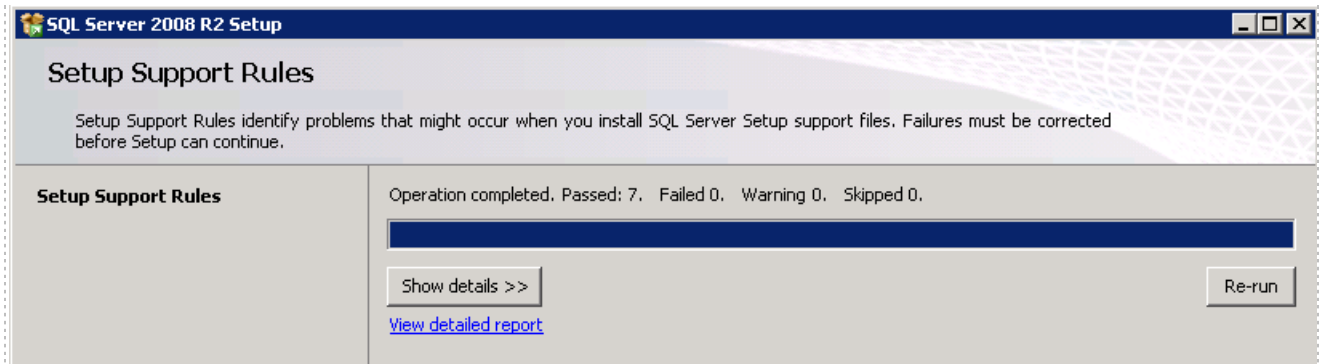 SQL Server 2008 R2 Setup
Setup Support Rules
Setup Support Rules identify problems that might occur when you install SQL Server Setup support files. Failures must be corrected
before Setup can continue.
Setup Support Rules
Operation completed. Passed: 7.   Failed 0.   Warning 0.   Skipped 0.
Show details >>
Re-run
View detailed report